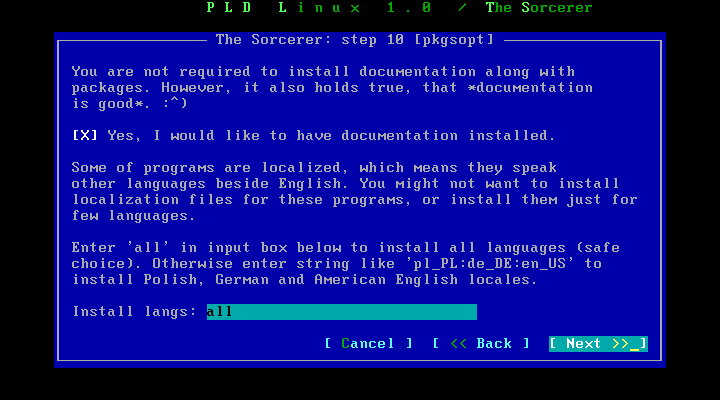 P L D   L i n u x   1 . 0   /   The Sorcerer
The Sorcerer: step 10 [pkgsopt]
You are not required to install documentation along with
packages. However, it also holds true, that *documentation
is good*. :^)
[X] Yes, I would like to have documentation installed.
Some of programs are localized, which means they speak
other languages beside English. You might not want to install
localization files for these programs, or install them just for
few languages.
Enter 'all' in input box below to install all languages (safe
choice). Otherwise enter string like 'pl_PL:de_DE:en_US' to
install Polish, German and American English locales.
Install langs: all
[ Cancel ]  [ << Back ]  [ Next >>_]